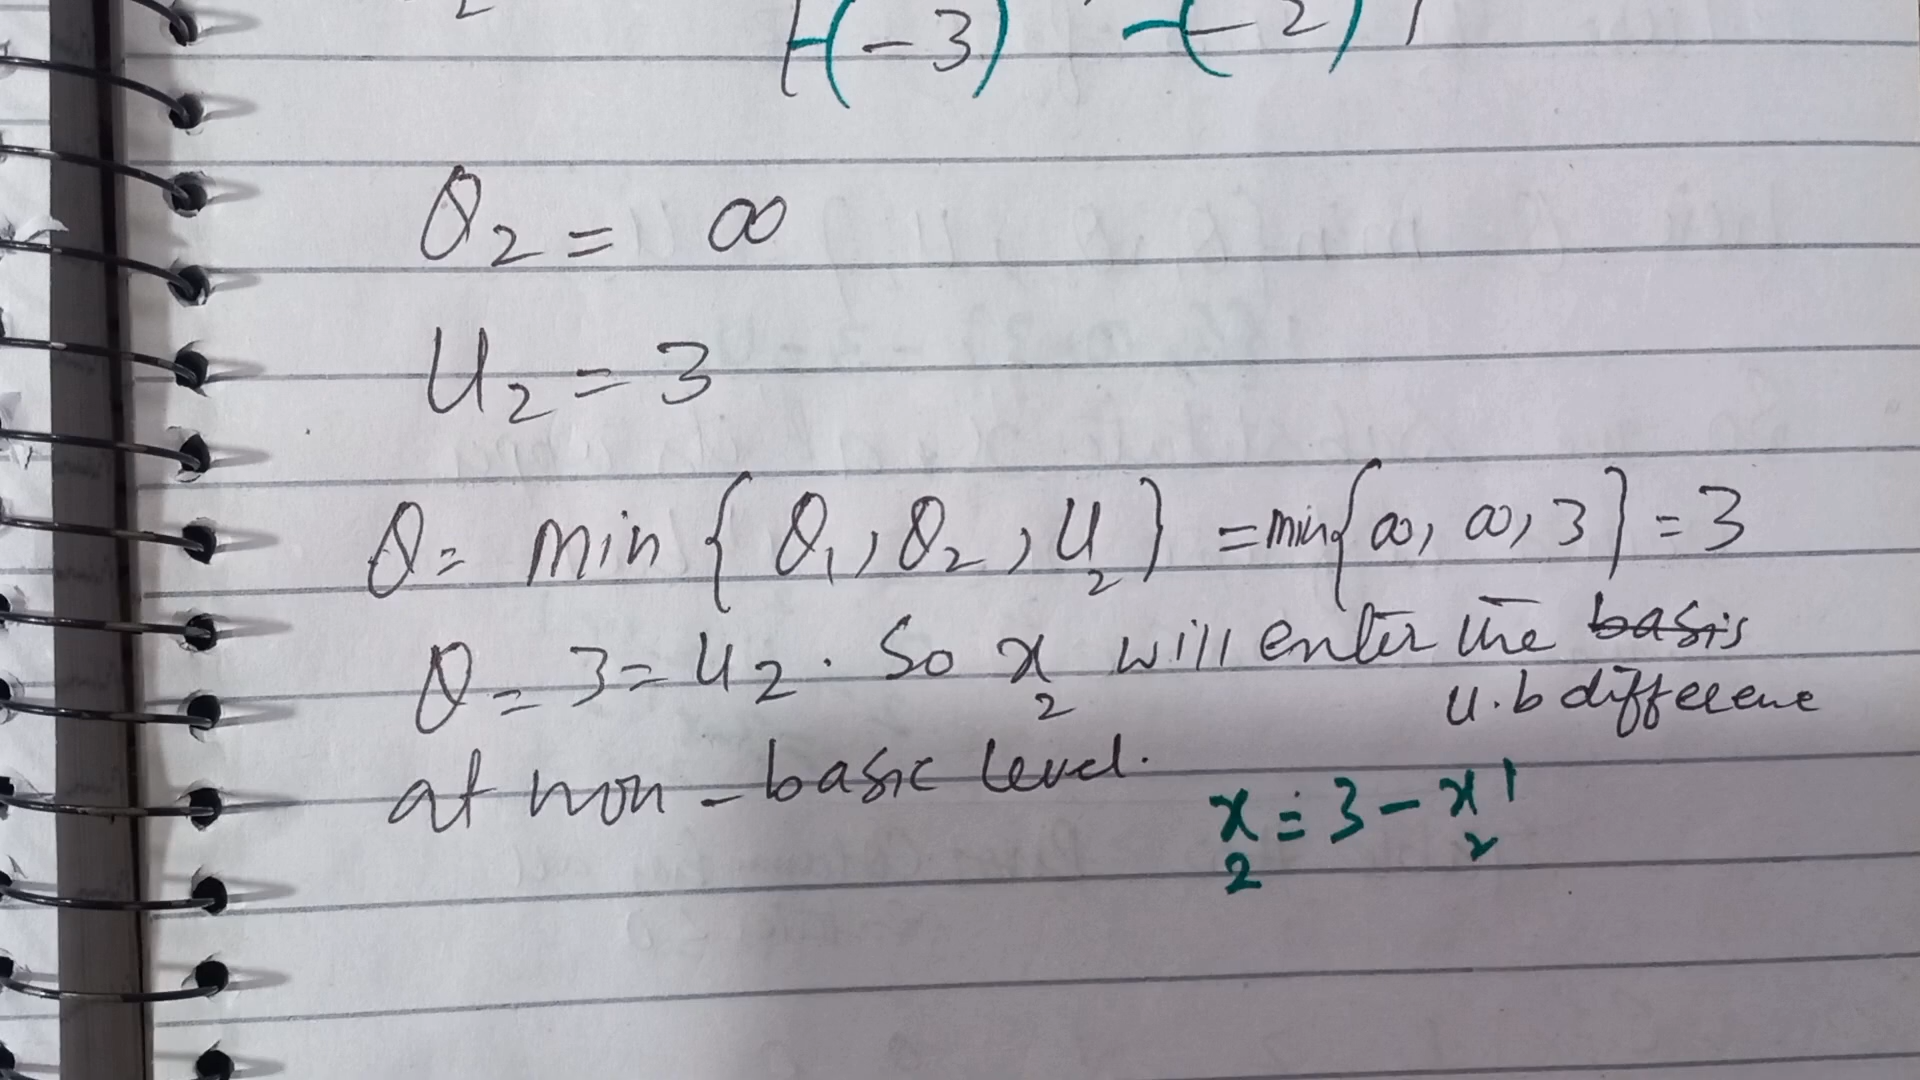 -(-3) -(-2)
θ₂ = ∞
U₂ = 3
θ = min { θ₁, θ₂, U₂ } = min{ ∞, ∞, 3 } = 3
θ = 3 = U₂. So x₂ will enter the basis
U.b difference
at non-basic level.
x₂ = 3 - x₂'